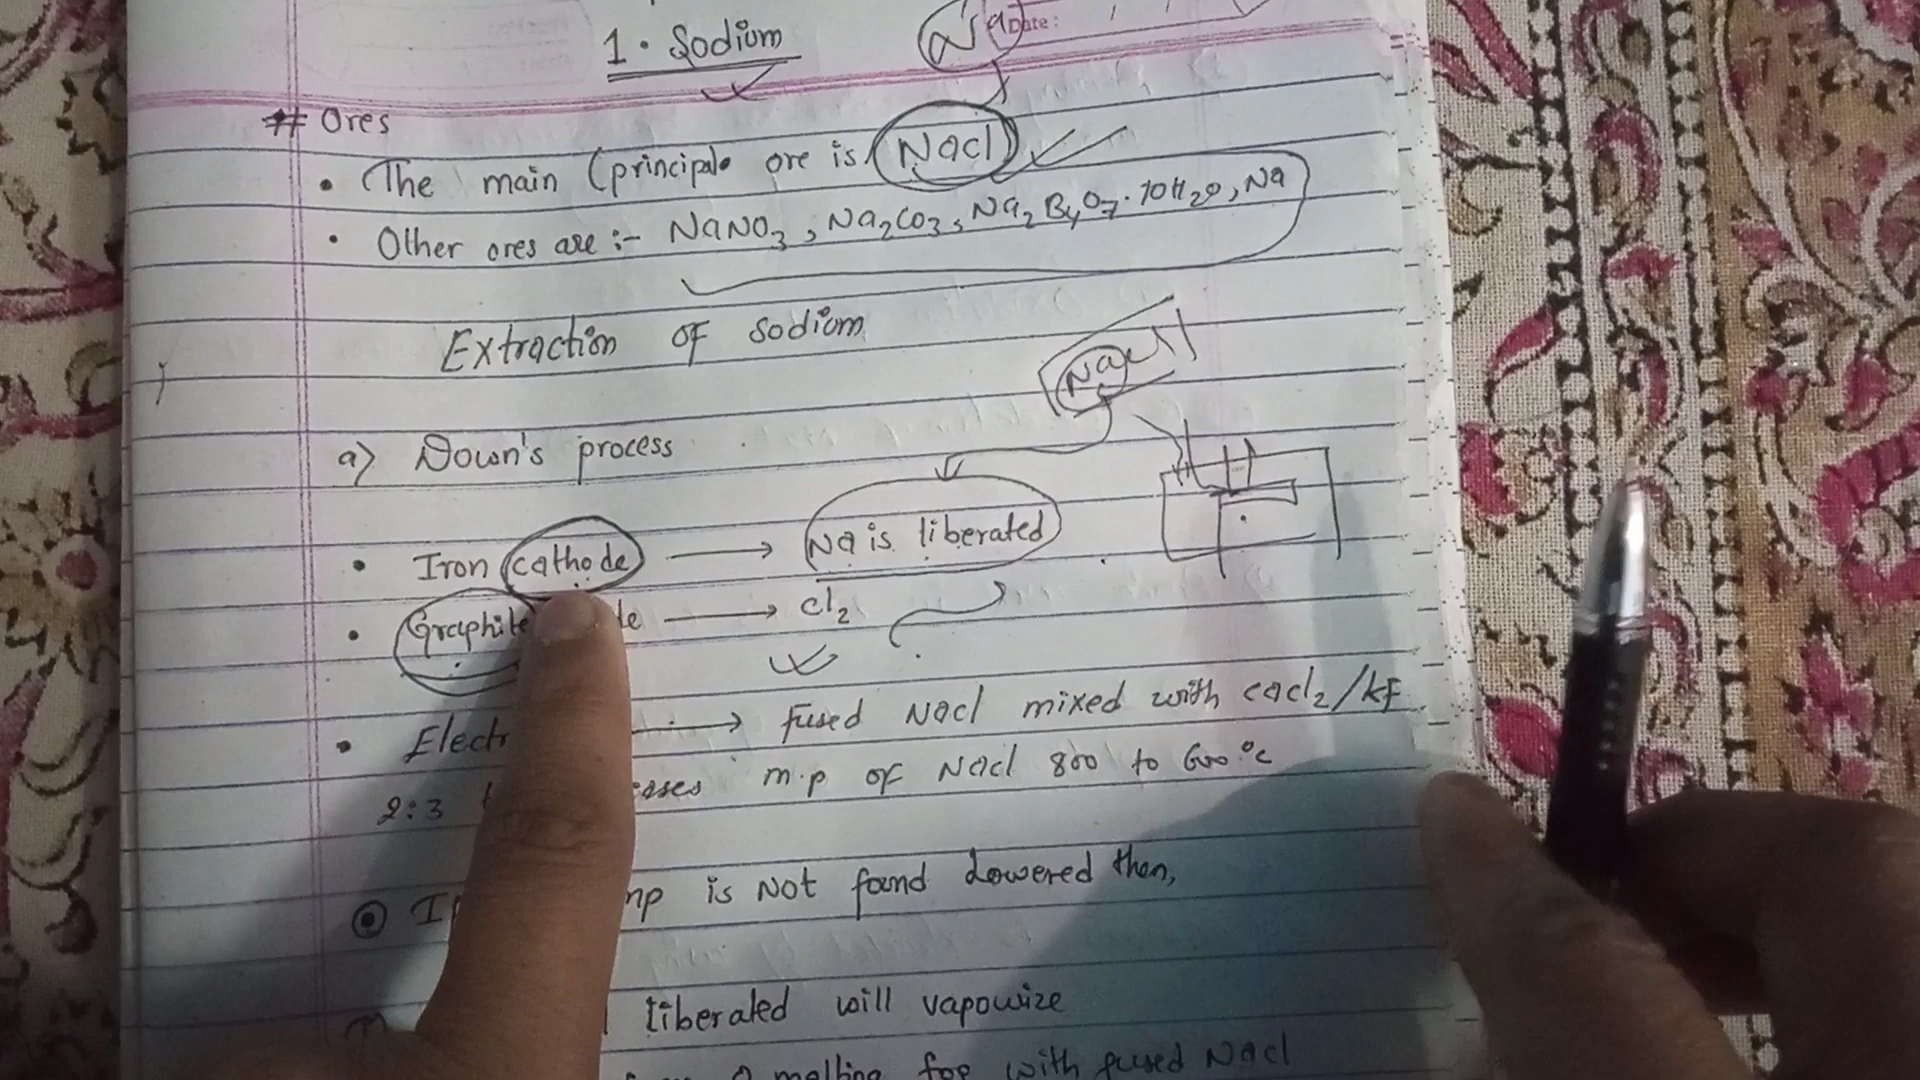 1. Sodium
Na
Date:
# Ores
• The main (principal ore is NaCl
• Other ores are :- NaNO3, Na2CO3, Na2B4O7.10H2O, Na
Extraction of sodium
NaCl
a) Down's process
• Iron cathode → Na is liberated
• Graphite de → Cl2
• Electr → fused NaCl mixed with CaCl2/KF
2:3 eases m.p of NaCl 800 to 600°C
mp is Not found Lowered then,
liberated will vapourize
with fused NaCl